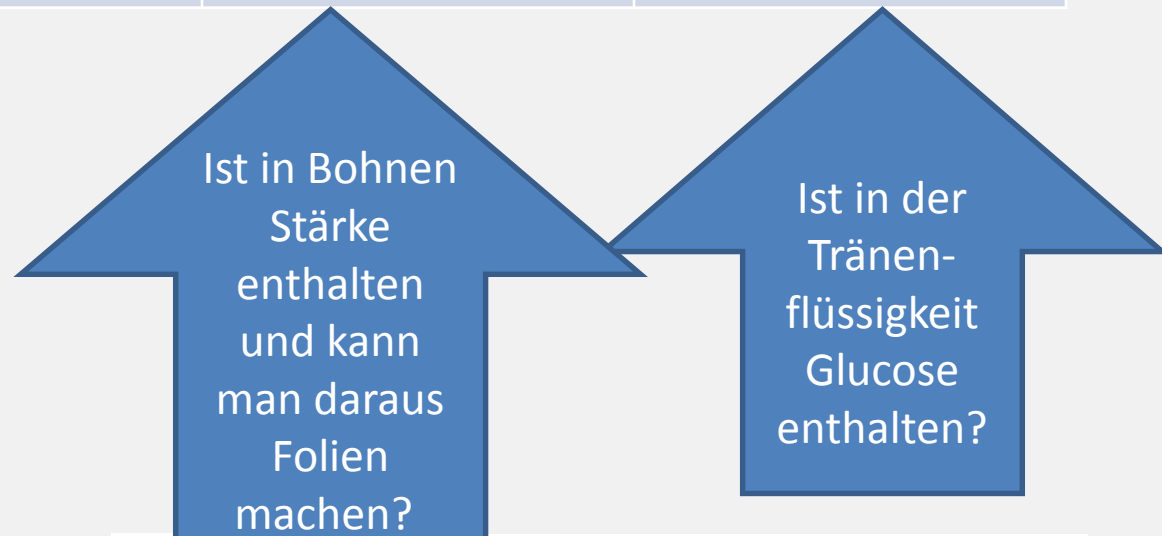 Ist in Bohnen
Stärke
enthalten
und kann
man daraus
Folien
machen?
Ist in der
Tränen-
flüssigkeit
Glucose
enthalten?